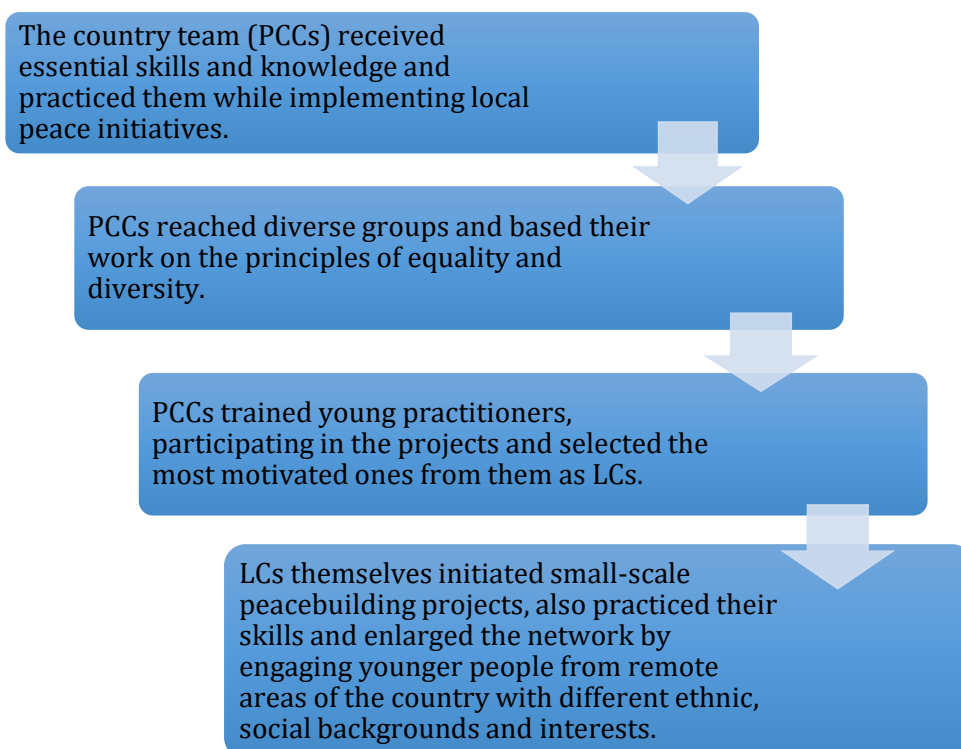 The country team (PCCs) received
essential skills and knowledge and
practiced them while implementing local
peace initiatives.
PCCs reached diverse groups and based their
work on the principles of equality and
diversity.
PCCs trained young practitioners,
participating in the projects and selected the
most motivated ones from them as LCs.
LCs themselves initiated small-scale
peacebuilding projects, also practiced their
skills and enlarged the network by
engaging younger people from remote
areas of the country with different ethnic,
social backgrounds and interests.